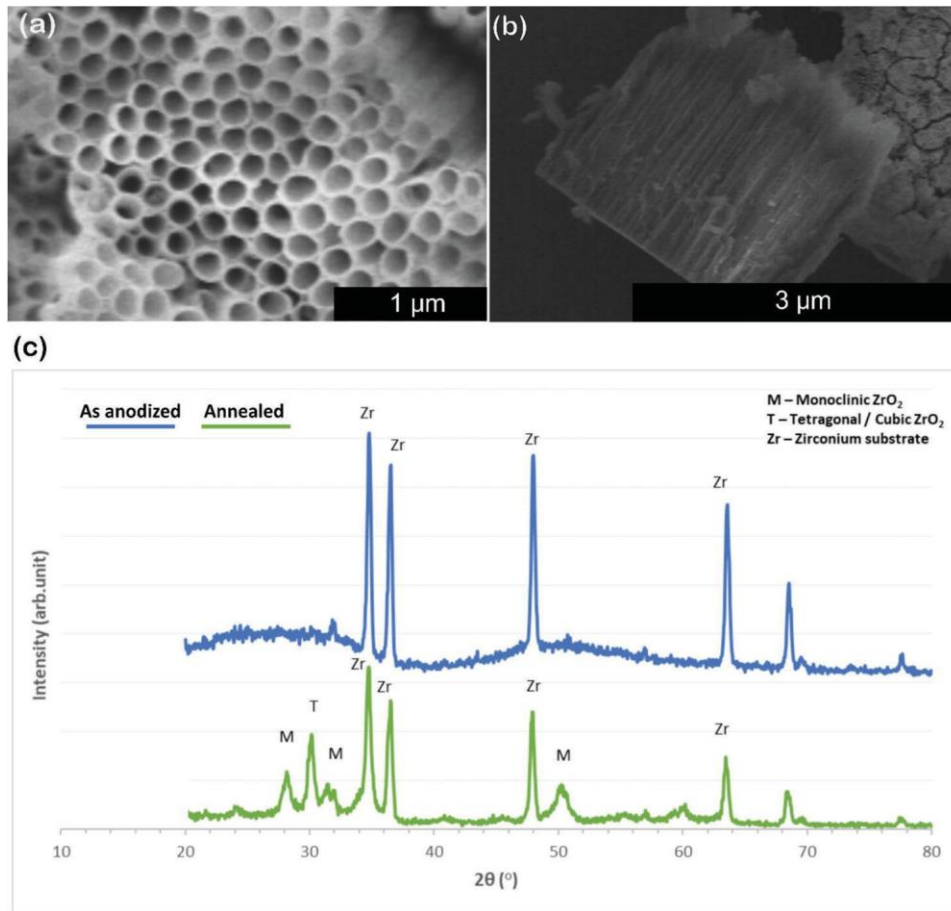 (a)
(b)
1 µm
3 µm
(c)
As anodized Annealed
M – Monoclinic ZrO₂
T – Tetragonal / Cubic ZrO₂
Zr – Zirconium substrate
Zr
Zr
Zr
Zr
Intensity (arb.unit)
Zr
Zr
Zr
Zr
T
M
M
M
10 20 30 40 50 60 70 80
2θ (°)